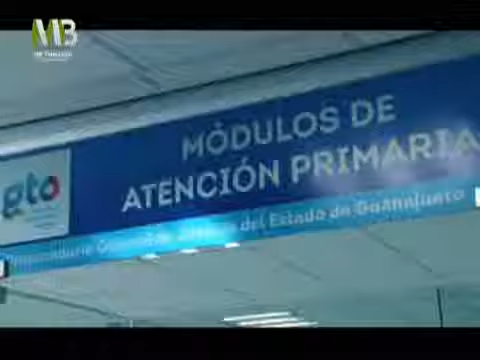 MB
MÓDULOS DE
ATENCIÓN PRIMARIA
gto
del Estado de Guanajuato